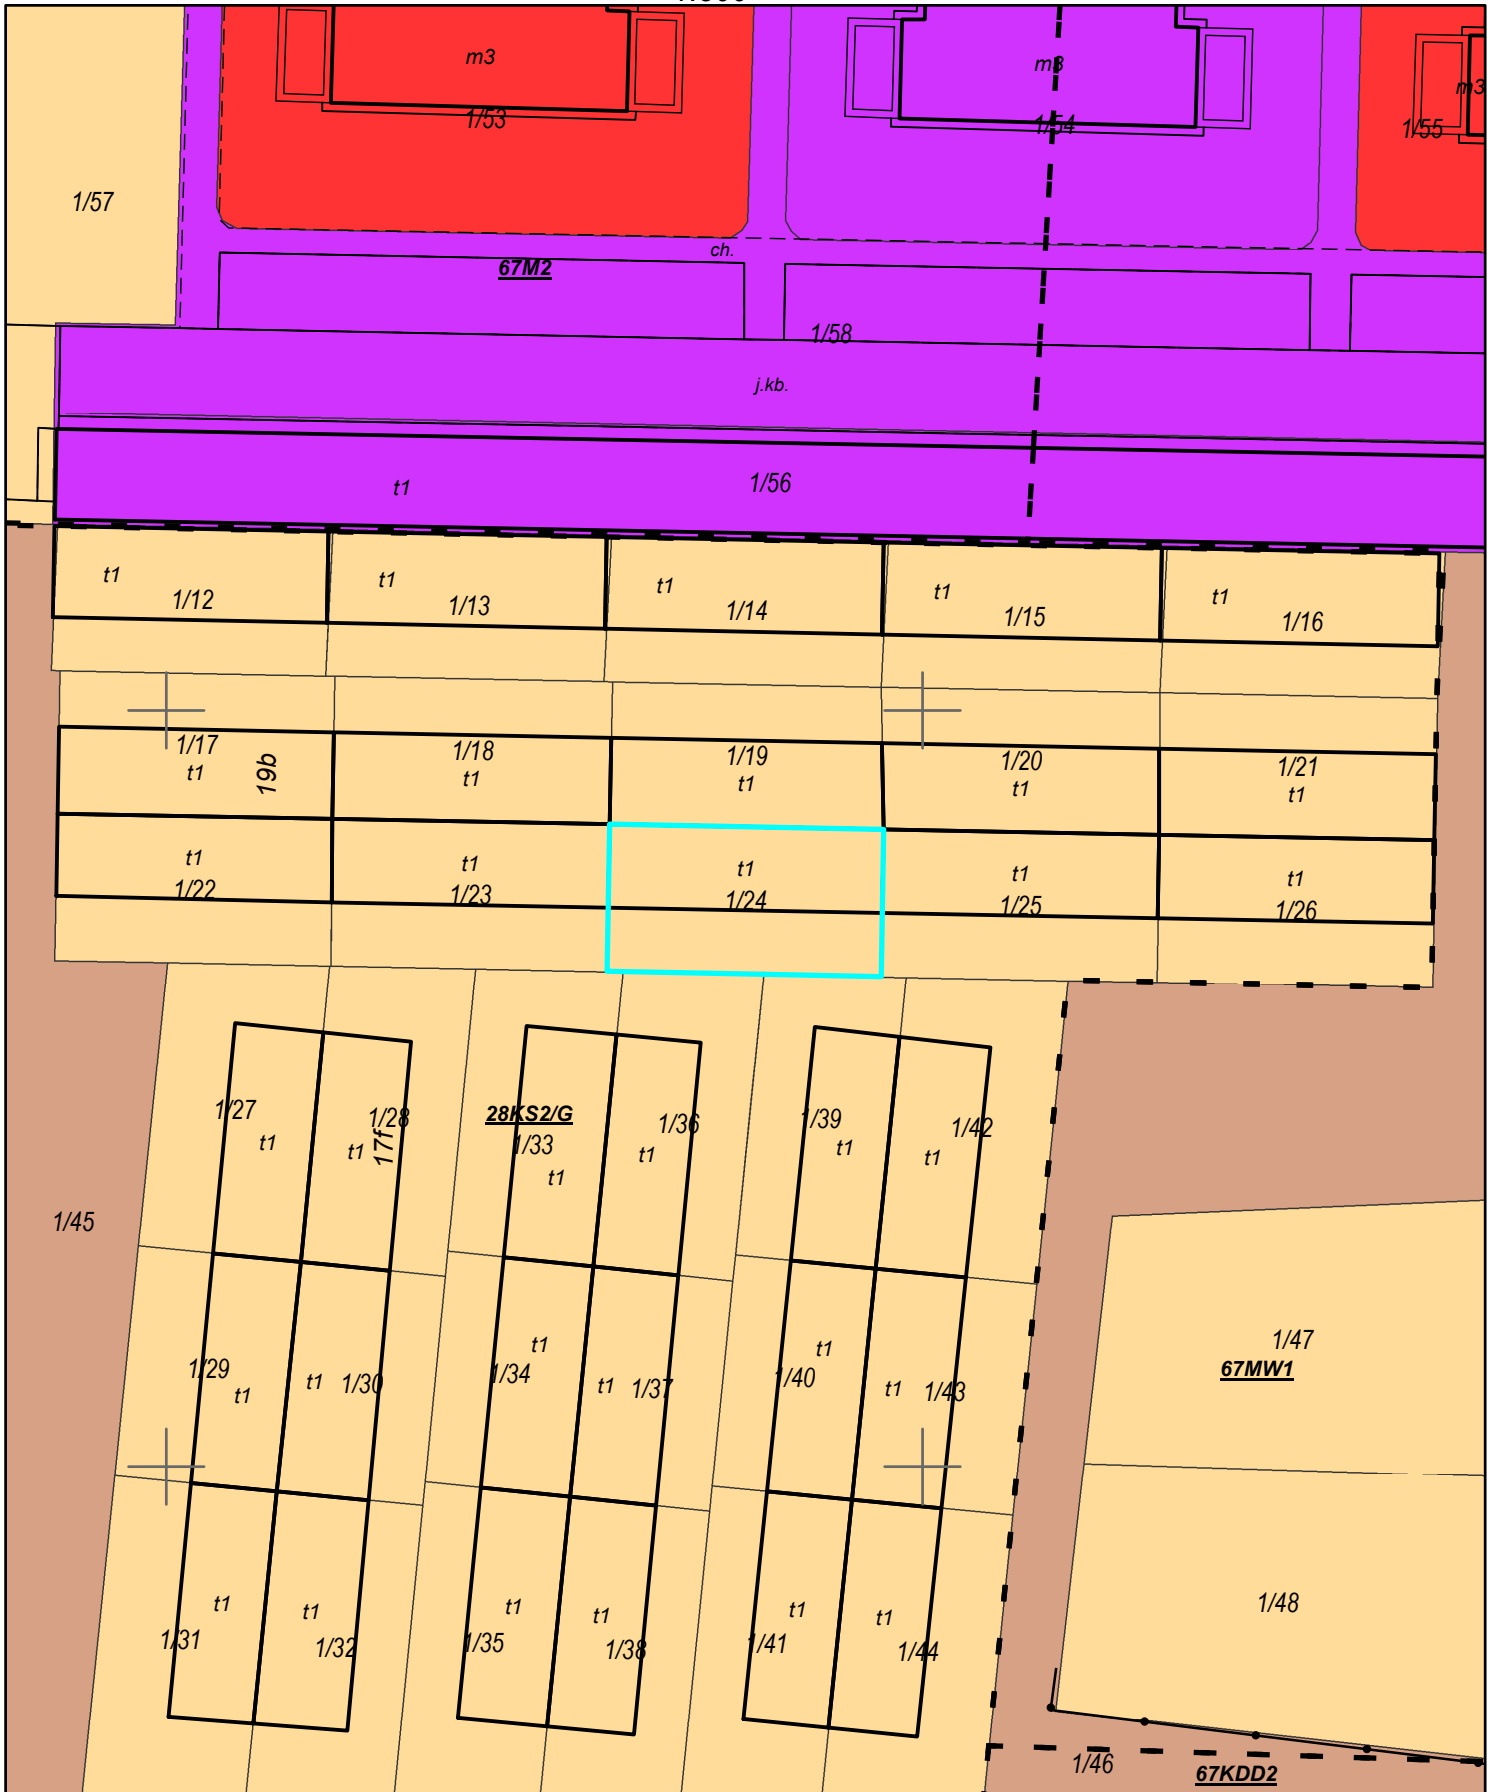 m3
m3
m3
1/53
1/54
1/55
1/57
ch.
67M2
1/58
j.kb.
t1
1/56
t1
1/12
t1
1/13
t1
1/14
t1
1/15
t1
1/16
1/17
t1
19b
1/18
t1
1/19
t1
1/20
t1
1/21
t1
t1
1/22
t1
1/23
t1
1/24
t1
1/25
t1
1/26
1/27
t1
1/28
t1
17f
28KS2/G
1/33
t1
1/36
t1
1/39
t1
1/42
t1
1/45
1/29
t1
t1
1/30
t1
1/34
t1
1/37
t1
1/40
t1
1/43
1/47
67MW1
t1
1/31
t1
1/32
t1
1/35
t1
1/38
t1
1/41
t1
1/44
1/48
1/46
67KDD2